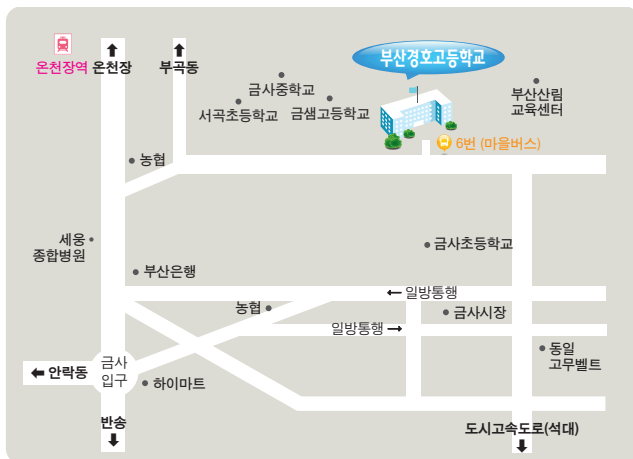 부산경호고등학교
온천장역
온천장
부곡동
금사중학교
서곡초등학교
금샘고등학교
부산산림
교육센터
6번 (마을버스)
농협
세웅
종합병원
금사초등학교
부산은행
일방통행
농협
금사시장
일방통행
동일
고무벨트
금사
입구
안락동
하이마트
반송
도시고속도로(석대)